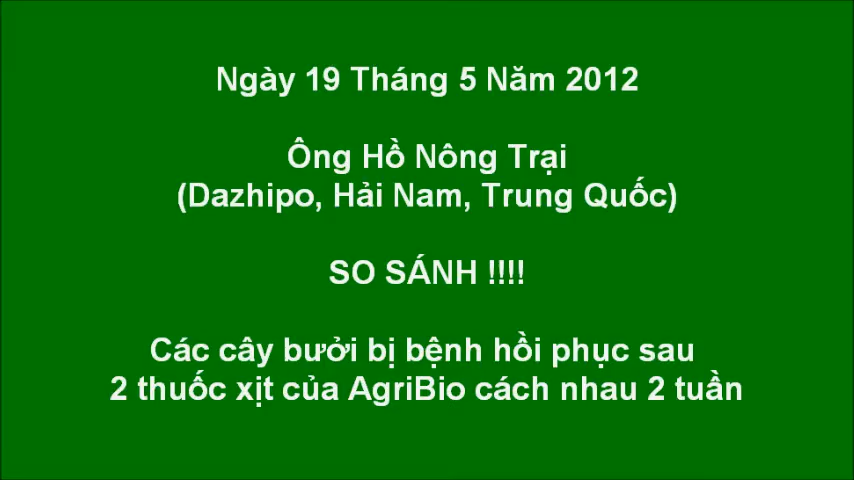 Ngày 19 Tháng 5 Năm 2012
Ông Hồ Nông Trại
(Dazhipo, Hải Nam, Trung Quốc)
SO SÁNH !!!!
Các cây bưởi bị bệnh hồi phục sau
2 thuốc xịt của AgriBio cách nhau 2 tuần